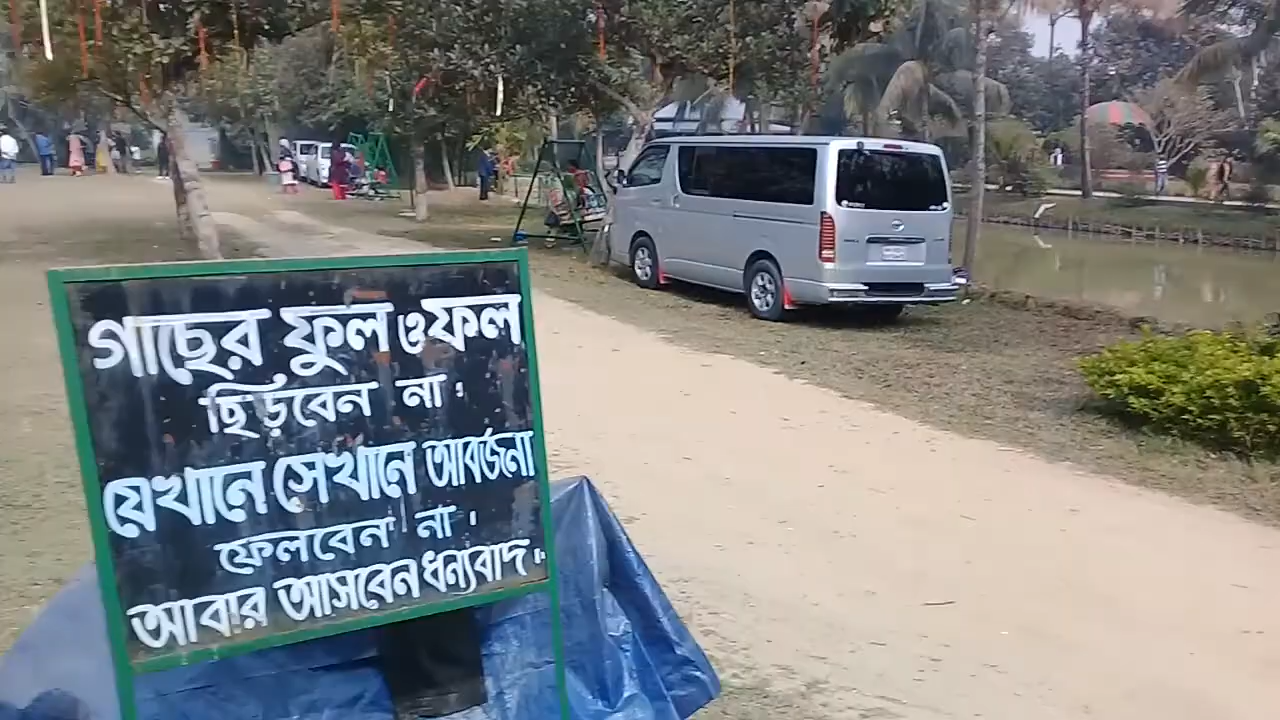 গাছের ফুল ও ফল
ছিড়বেন না।
যেখানে সেখানে আবর্জনা
ফেলবেন না।
আবার আসবেন ধন্যবাদ।